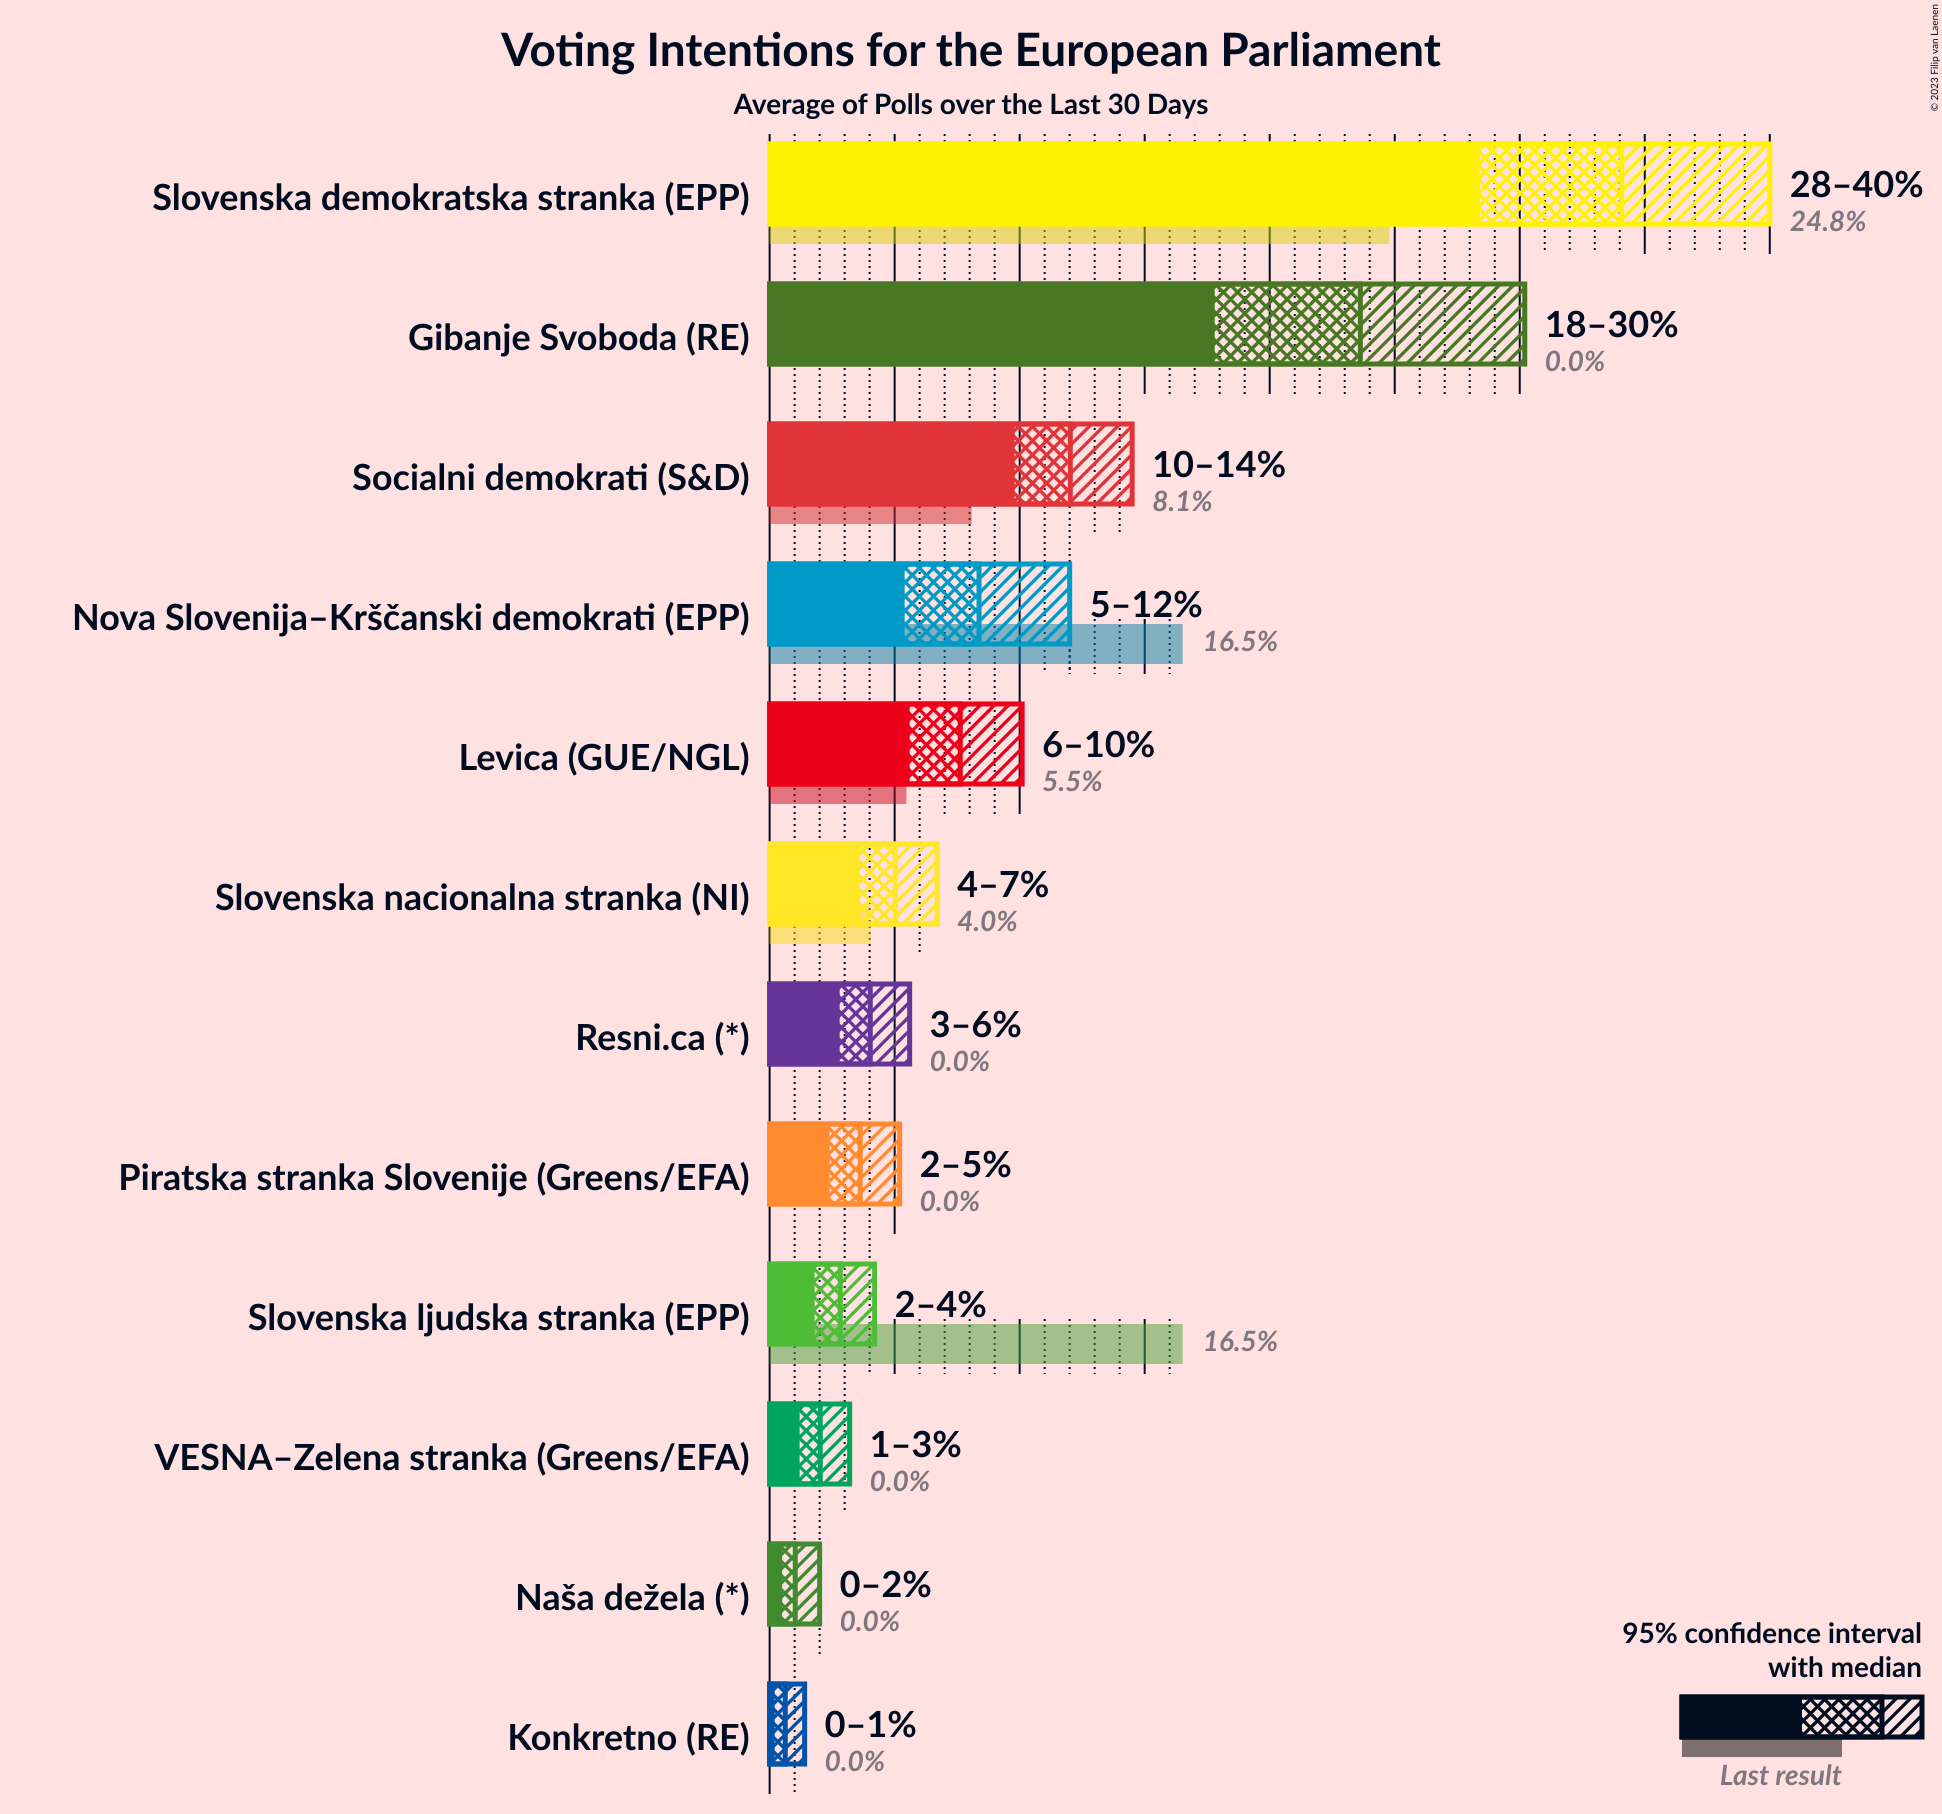 © 2023 Filip van Laenen
Voting Intentions for the European Parliament
Average of Polls over the Last 30 Days
Slovenska demokratska stranka (EPP)
28–40%
24.8%
Gibanje Svoboda (RE)
18–30%
0.0%
Socialni demokrati (S&D)
10–14%
8.1%
Nova Slovenija–Krščanski demokrati (EPP)
5–12%
16.5%
Levica (GUE/NGL)
6–10%
5.5%
Slovenska nacionalna stranka (NI)
4–7%
4.0%
Resni.ca (*)
3–6%
0.0%
Piratska stranka Slovenije (Greens/EFA)
2–5%
0.0%
Slovenska ljudska stranka (EPP)
2–4%
16.5%
VESNA–Zelena stranka (Greens/EFA)
1–3%
0.0%
Naša dežela (*)
0–2%
0.0%
Konkretno (RE)
0–1%
0.0%
95% confidence interval
with median
Last result